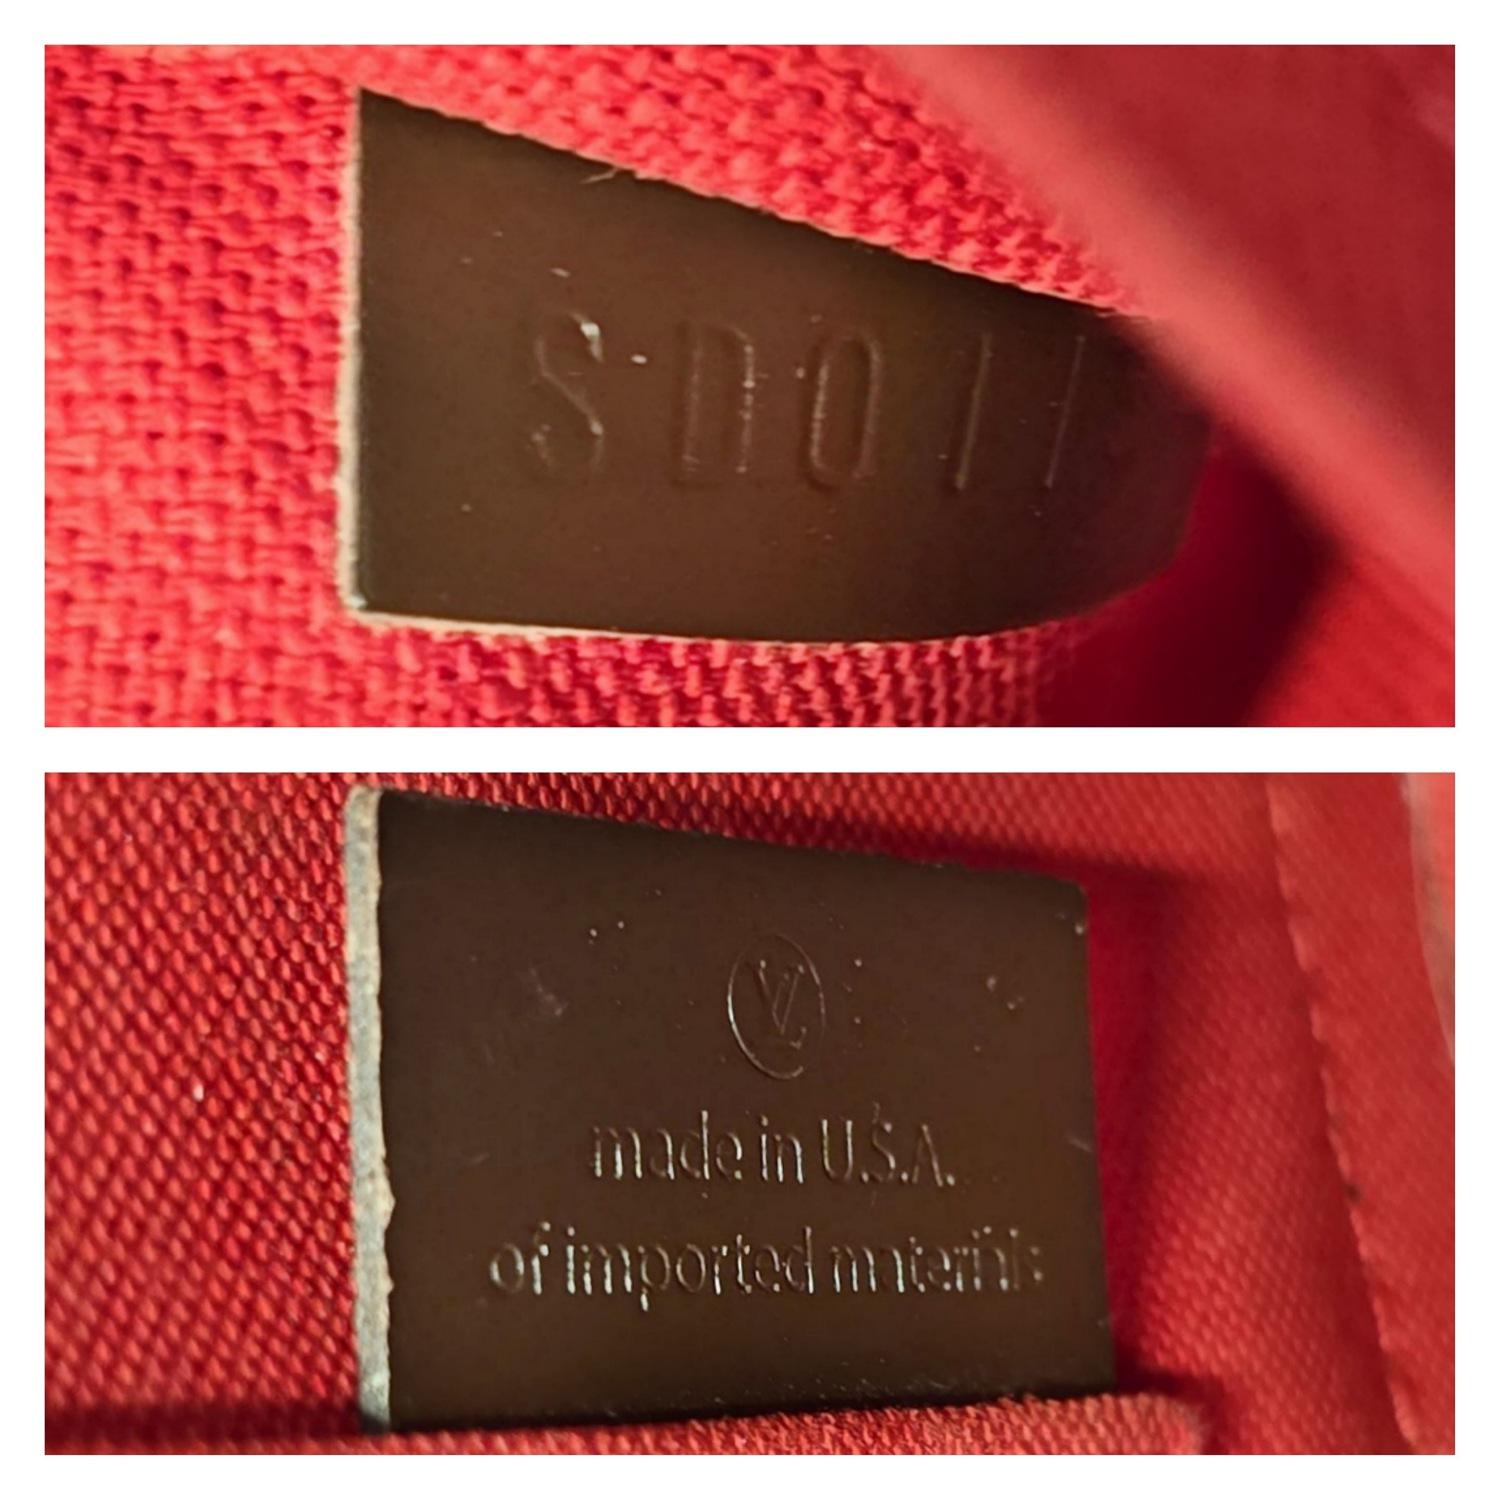 SD011
LV
made in U.S.A.
of imported materials